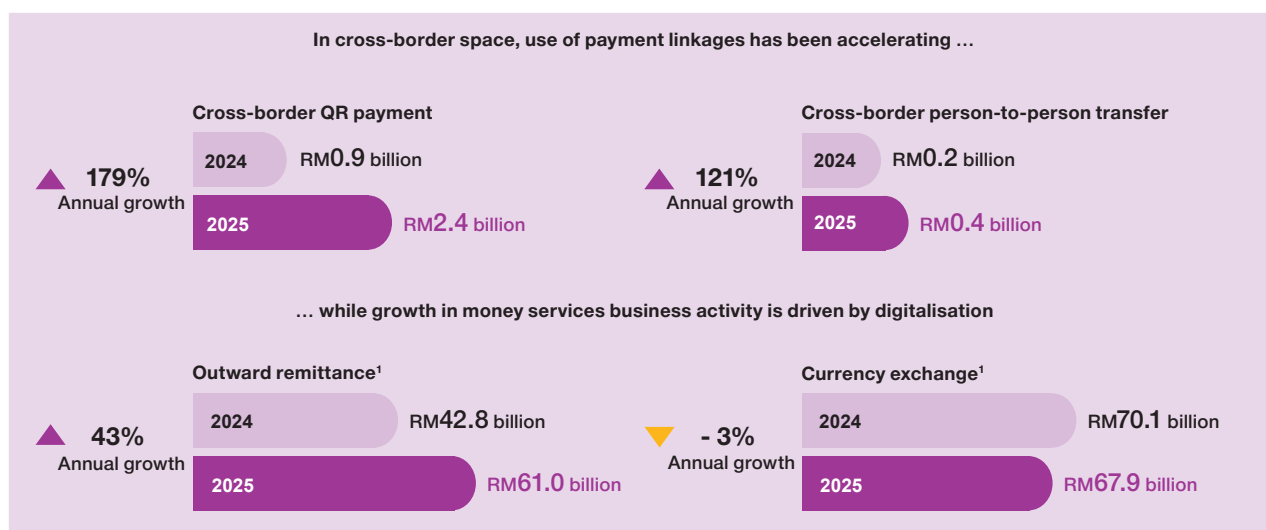 In cross-border space, use of payment linkages has been accelerating …
Cross-border QR payment
179%
Annual growth
2024
RM0.9 billion
2025
RM2.4 billion
Cross-border person-to-person transfer
121%
Annual growth
2024
RM0.2 billion
2025
RM0.4 billion
… while growth in money services business activity is driven by digitalisation
Outward remittance¹
43%
Annual growth
2024
RM42.8 billion
2025
RM61.0 billion
Currency exchange¹
- 3%
Annual growth
2024
RM70.1 billion
2025
RM67.9 billion